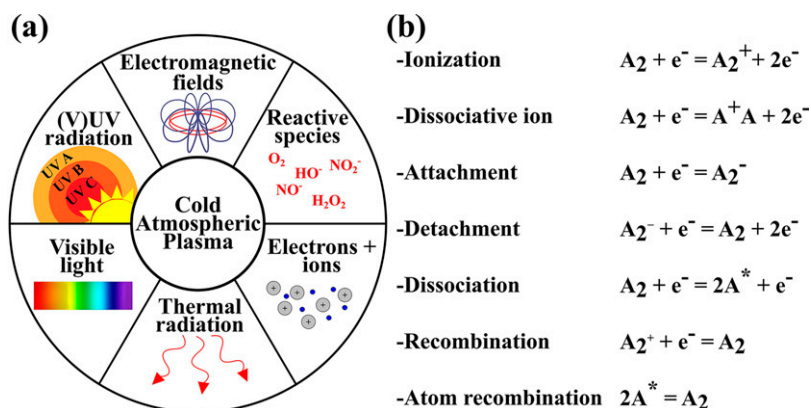 (a)
Electromagnetic
fields
(V)UV
radiation
UV A
UV B
UV C
Reactive
species
O₂
HO⁻
NO₂⁻
NO⁻
H₂O₂
Cold
Atmospheric
Plasma
Visible
light
Electrons +
ions
Thermal
radiation
(b)
-Ionization A₂ + e⁻ = A₂⁺ + 2e⁻
-Dissociative ion A₂ + e⁻ = A⁺A + 2e⁻
-Attachment A₂ + e⁻ = A₂⁻
-Detachment A₂⁻ + e⁻ = A₂ + 2e⁻
-Dissociation A₂ + e⁻ = 2A* + e⁻
-Recombination A₂⁺ + e⁻ = A₂
-Atom recombination 2A* = A₂